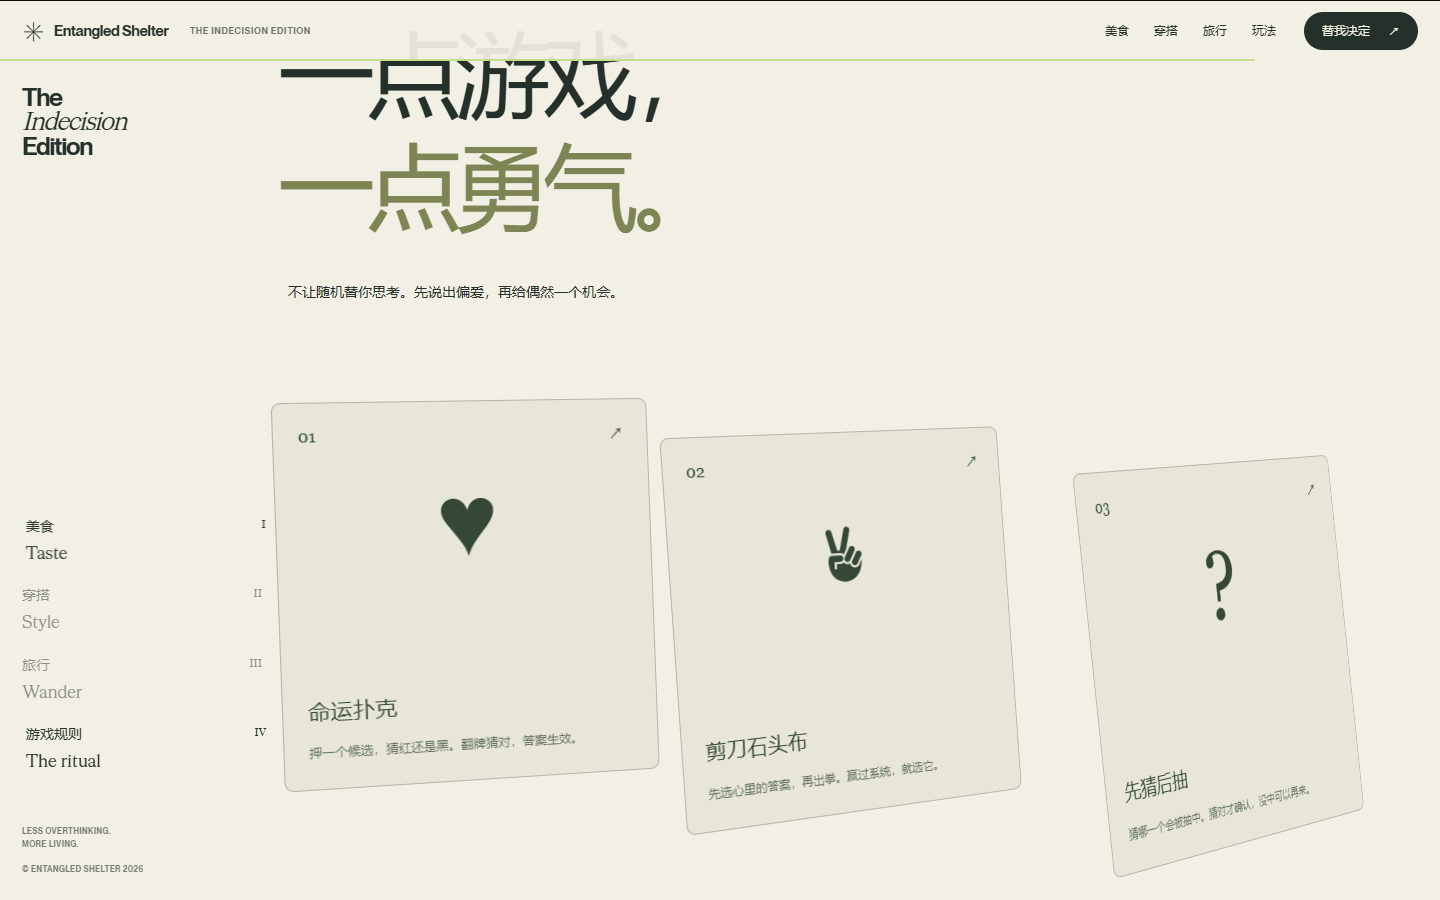 Entangled Shelter
THE INDECISION EDITION
美食
穿搭
旅行
玩法
替我决定 ↗
The
Indecision
Edition
一点游戏，
一点勇气。
不让随机替你思考。先说出偏爱，再给偶然一个机会。
美食 I
Taste
穿搭 II
Style
旅行 III
Wander
游戏规则 IV
The ritual
LESS OVERTHINKING.
MORE LIVING.
© ENTANGLED SHELTER 2026
01 ↗
♥
命运扑克
押一个候选，猜红还是黑。翻牌猜对，答案生效。
02 ↗
✌
剪刀石头布
先选心里的答案，再出拳。赢过系统，就选它。
03 ↗
?
先猜后抽
猜哪一个会被抽中。猜对才确认，没中可以再来。